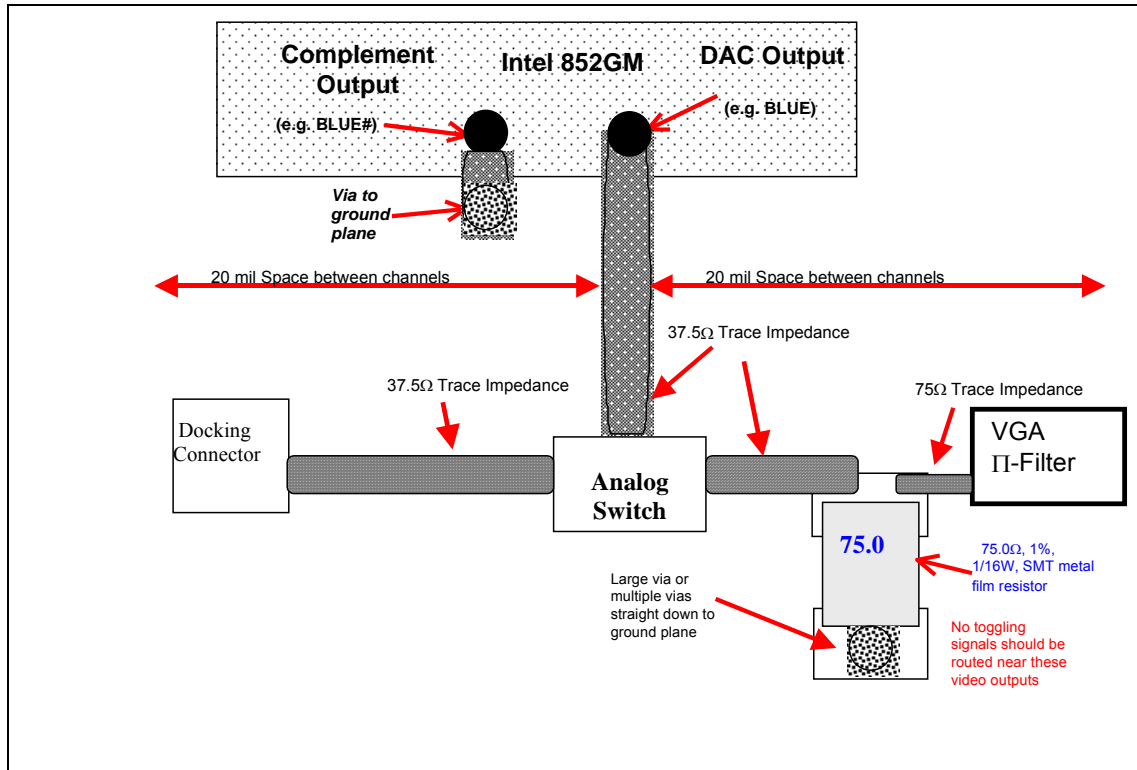 Complement
Output
(e.g. BLUE#)
Intel 852GM
DAC Output
(e.g. BLUE)
Via to
ground
plane
20 mil Space between channels
20 mil Space between channels
37.5Ω Trace Impedance
37.5Ω Trace Impedance
75Ω Trace Impedance
Docking
Connector
Analog
Switch
VGA
Π-Filter
75.0
75.0Ω, 1%,
1/16W, SMT metal
film resistor
Large via or
multiple vias
straight down to
ground plane
No toggling
signals should be
routed near these
video outputs